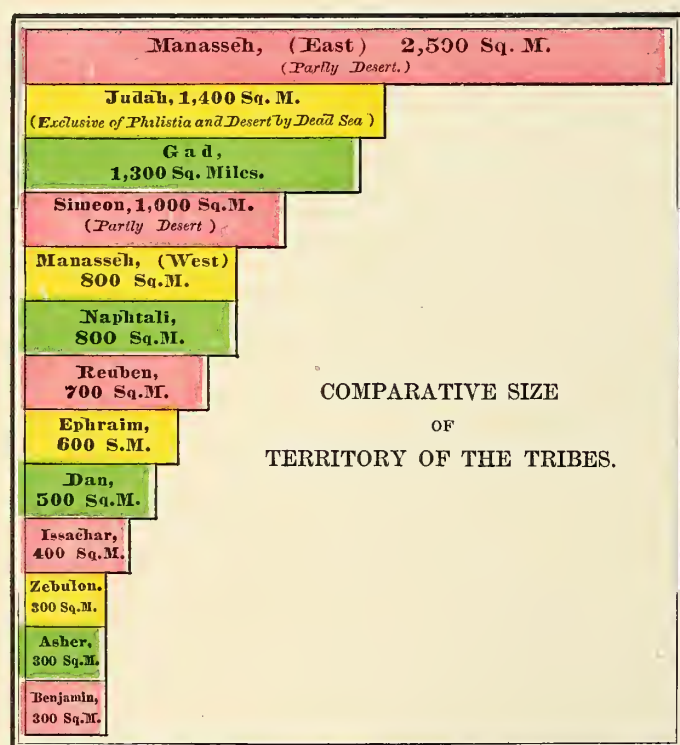 Manasseh, (East) 2,500 Sq. M.
(Partly Desert.)
Judah, 1,400 Sq. M.
(Exclusive of Philistia and Desert by Dead Sea)
Gad,
1,300 Sq. Miles.
Simeon, 1,000 Sq.M.
(Partly Desert)
Manasseh, (West)
800 Sq.M.
Naphtali,
800 Sq.M.
Reuben,
700 Sq.M.
Ephraim,
600 S.M.
Dan,
500 Sq.M.
Issachar,
400 Sq.M.
Zebulon.
300 Sq.M.
Asher,
300 Sq.M.
Benjamin,
300 Sq.M.
COMPARATIVE SIZE
OF
TERRITORY OF THE TRIBES.